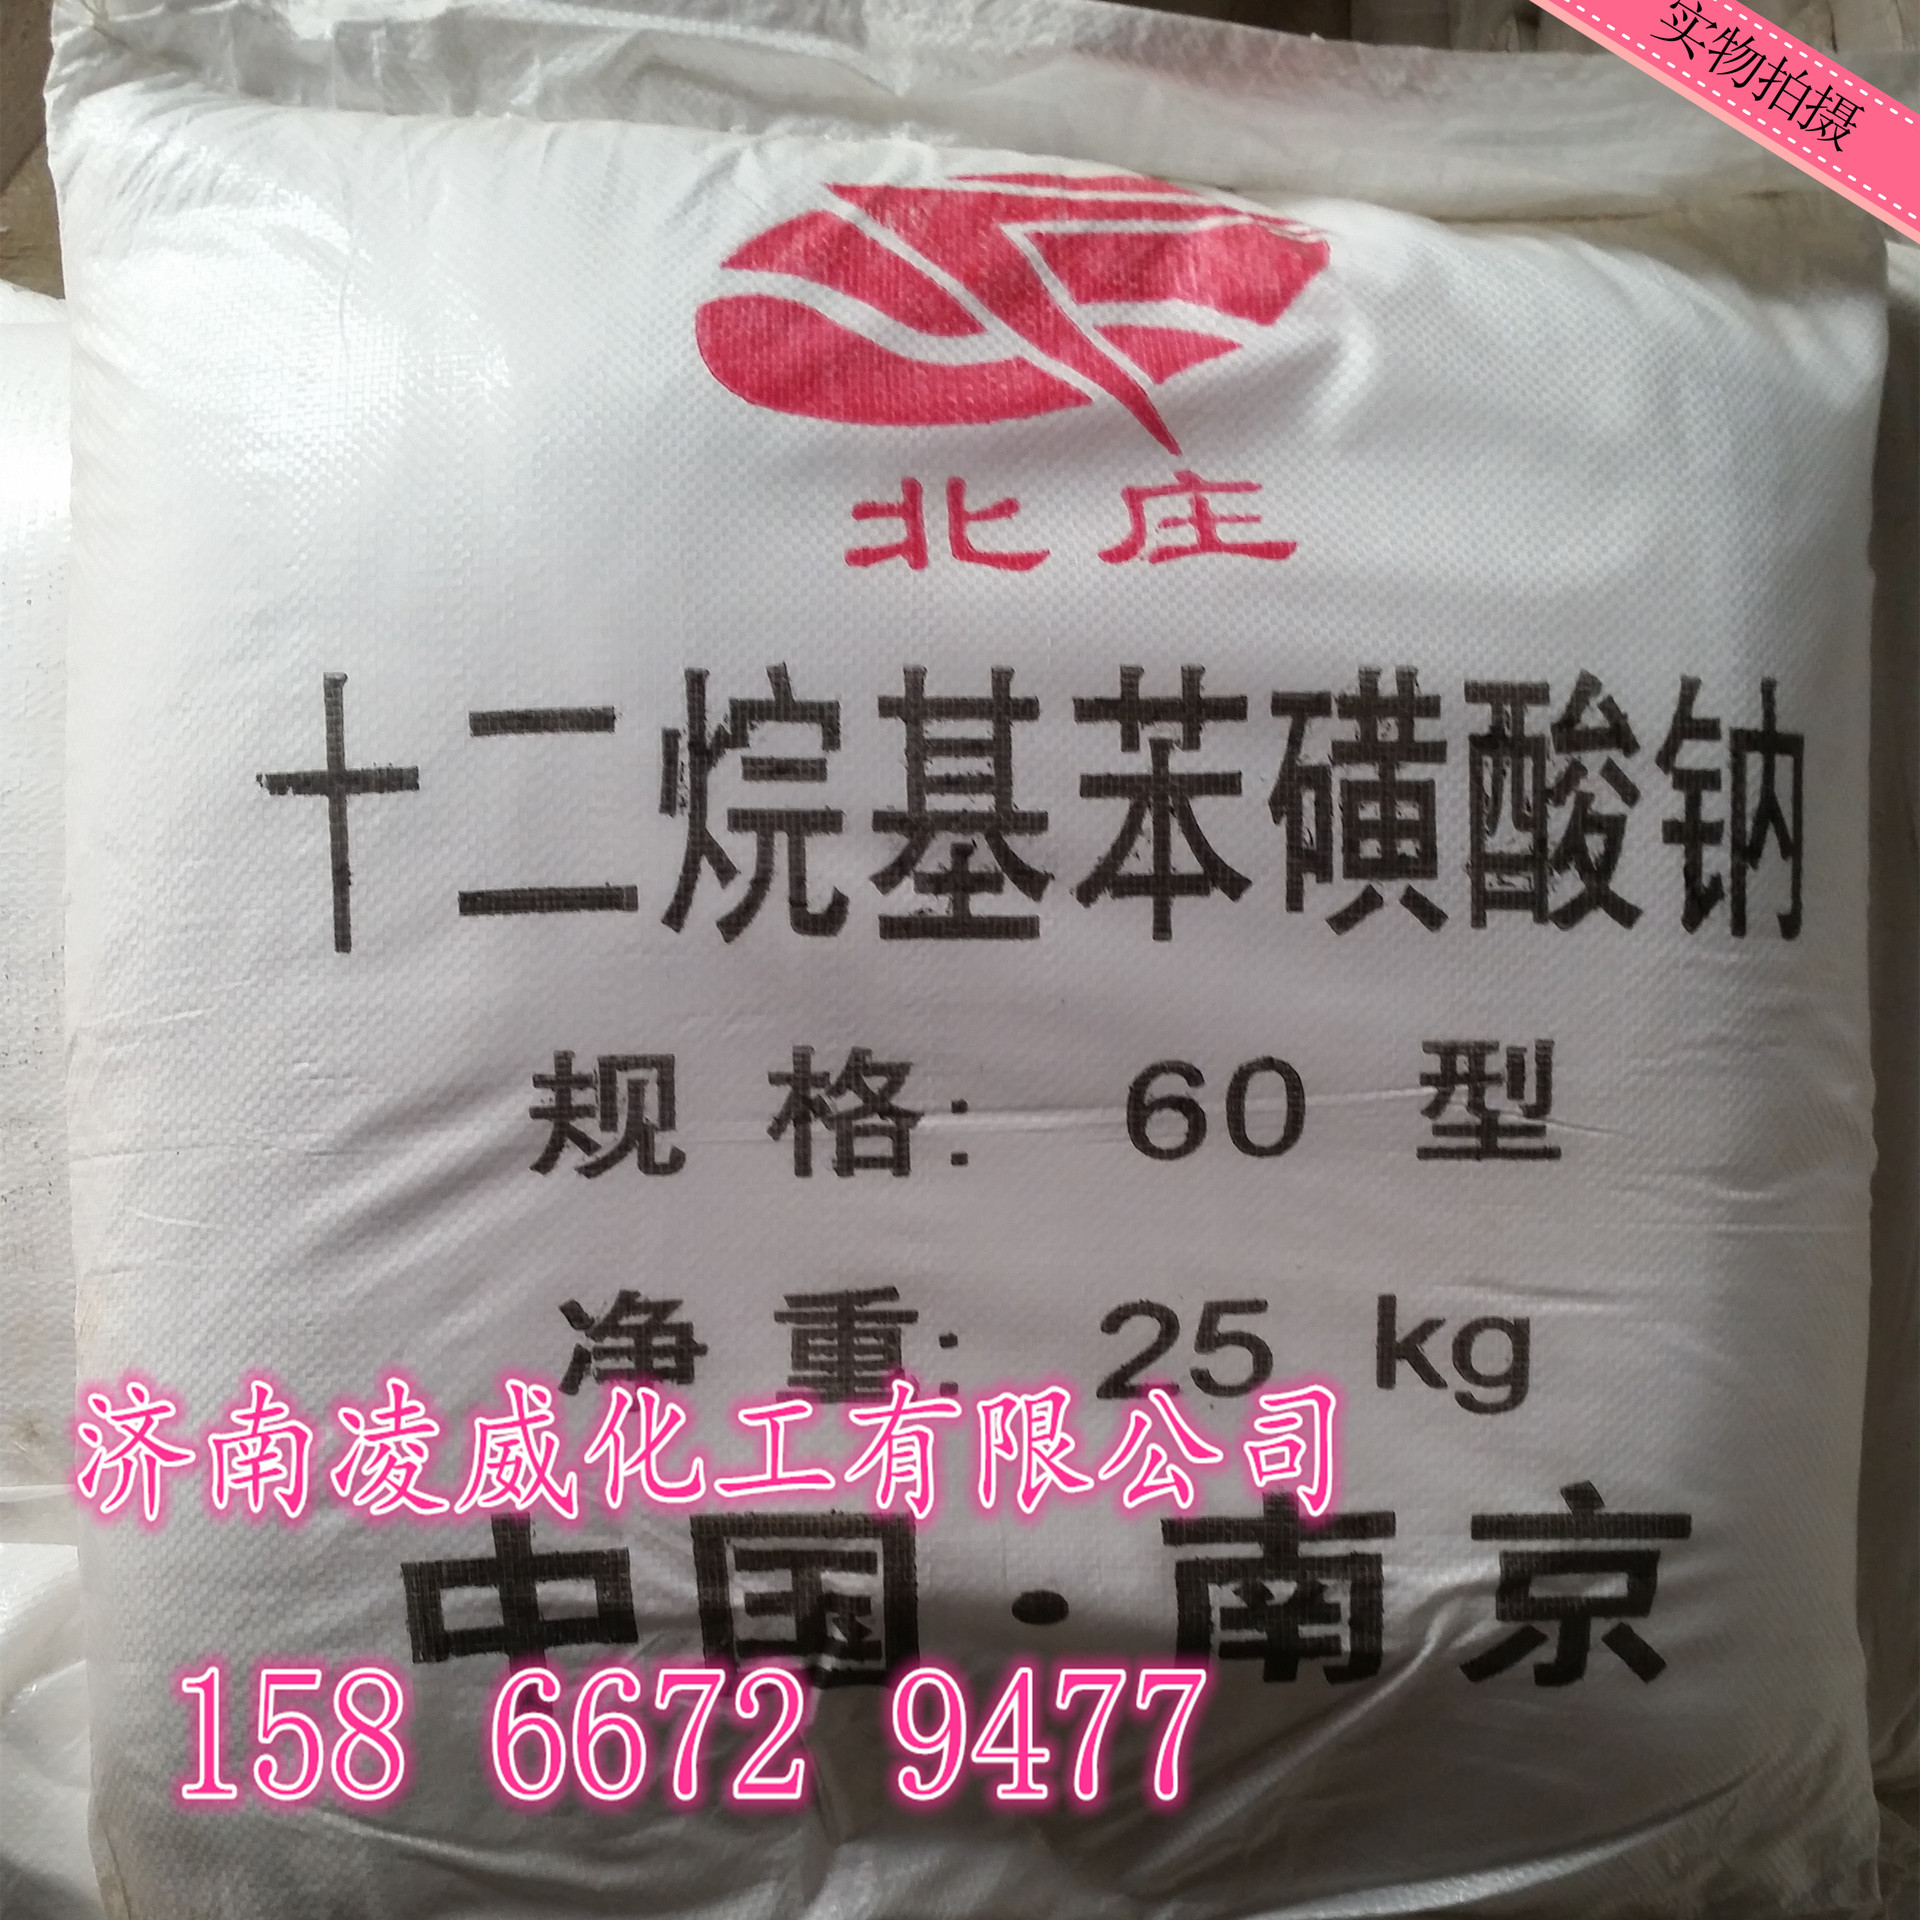 实物拍摄
北庄
十二烷基苯磺酸钠
规格: 60型
净重: 25 kg
济南凌威化工有限公司
中国·南京
158 6672 9477